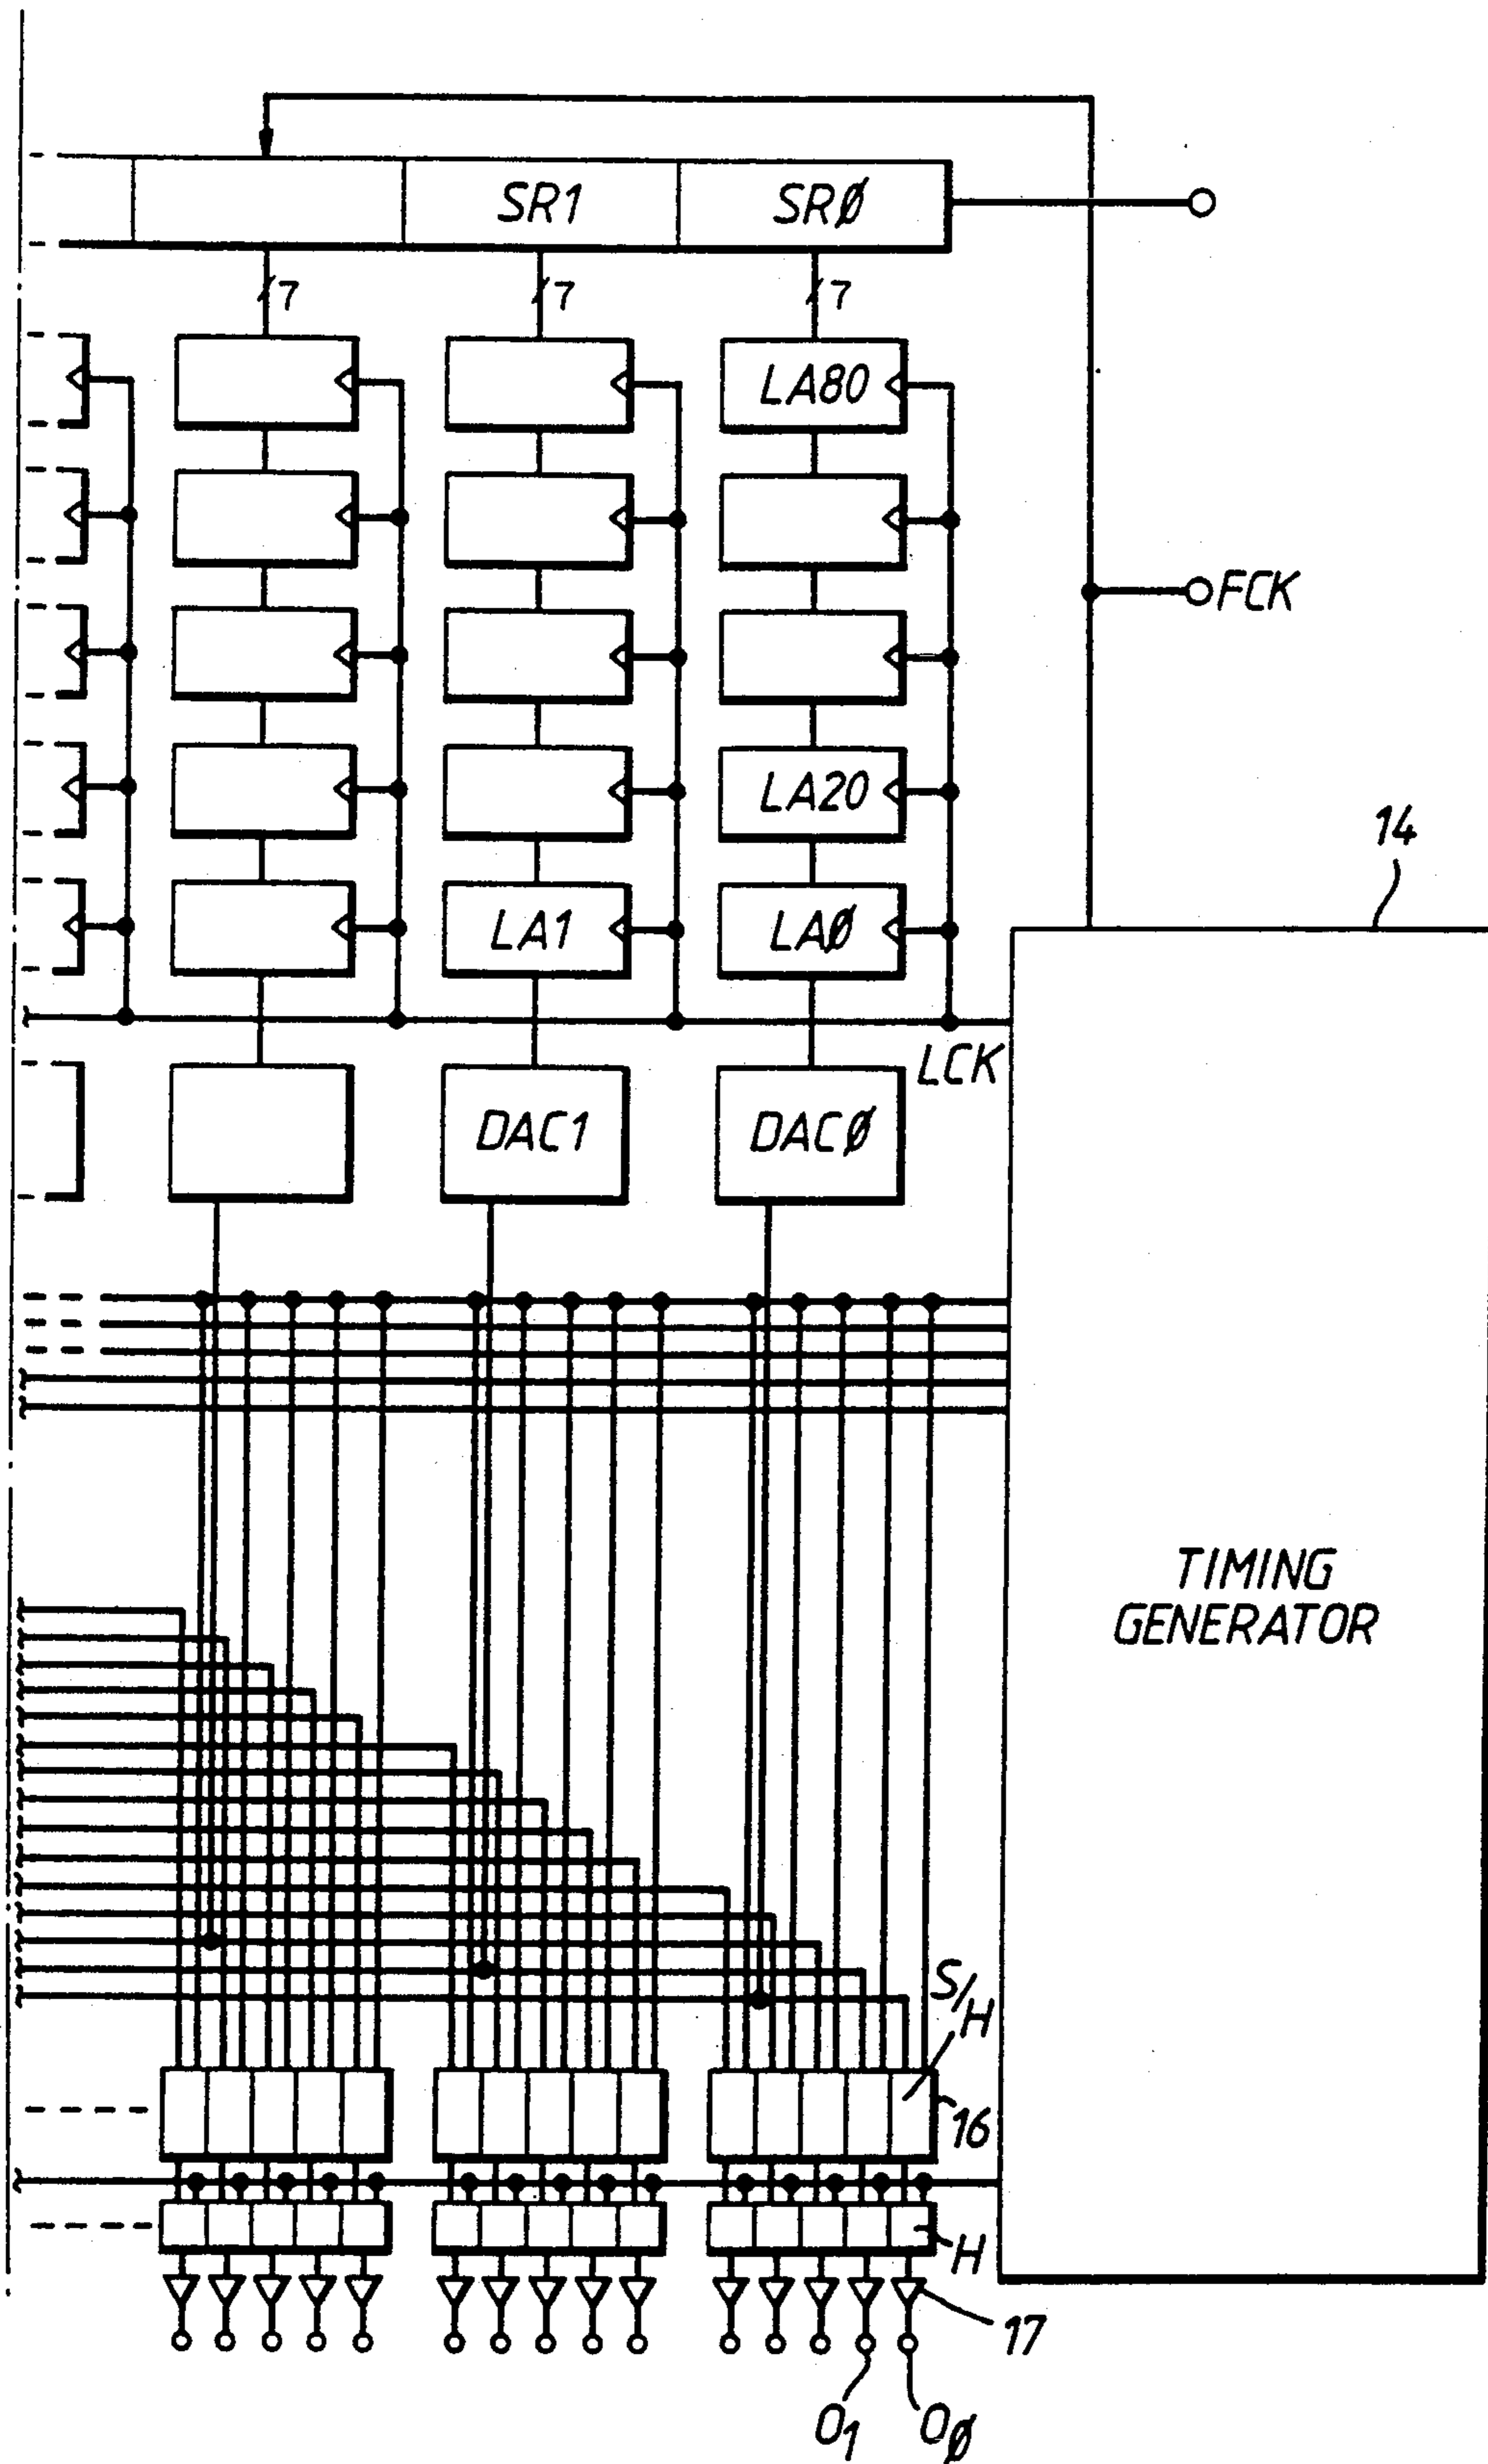 SR1
SRØ
7
7
7
LA80
FCK
LA20
14
LA1
LAØ
LCK
DAC1
DACØ
TIMING
GENERATOR
S/H
16
H
17
O1
OØ